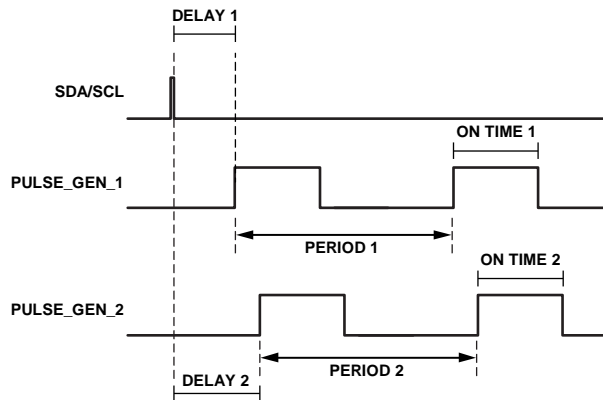 DELAY 1
SDA/SCL
ON TIME 1
PULSE_GEN_1
PERIOD 1
ON TIME 2
PULSE_GEN_2
PERIOD 2
DELAY 2